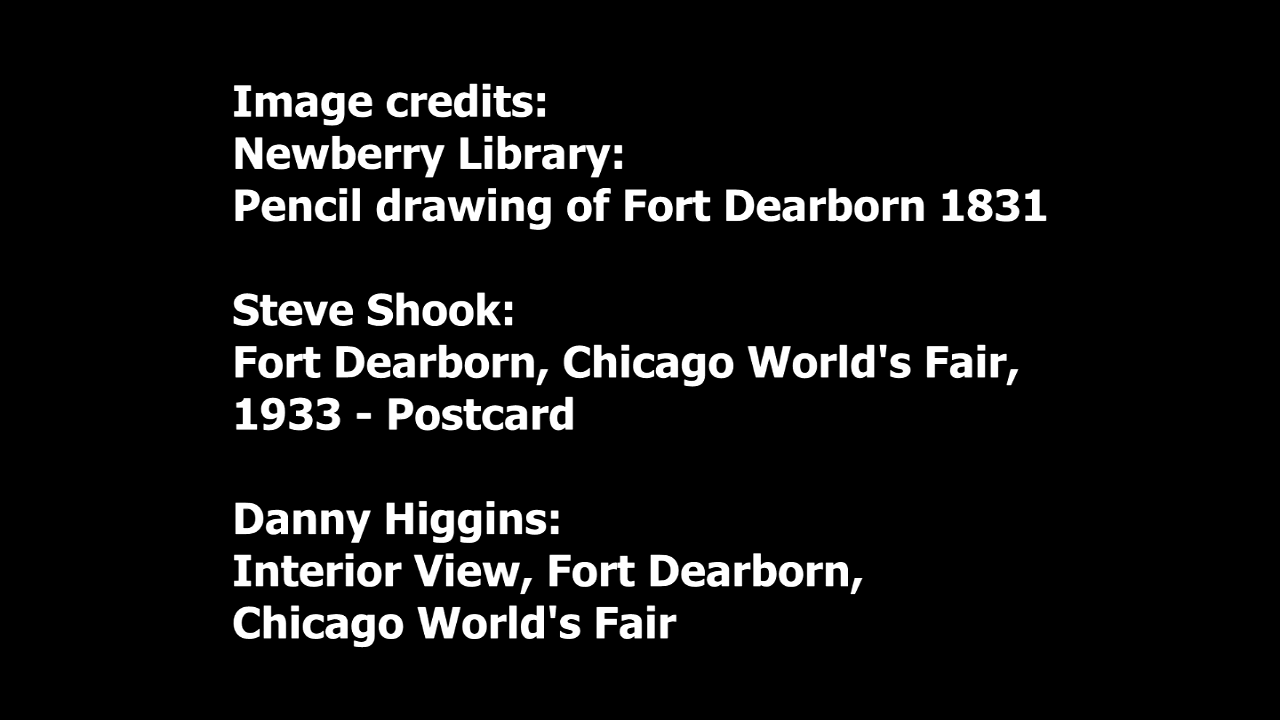 Image credits:
Newberry Library:
Pencil drawing of Fort Dearborn 1831
Steve Shook:
Fort Dearborn, Chicago World's Fair,
1933 - Postcard
Danny Higgins:
Interior View, Fort Dearborn,
Chicago World's Fair